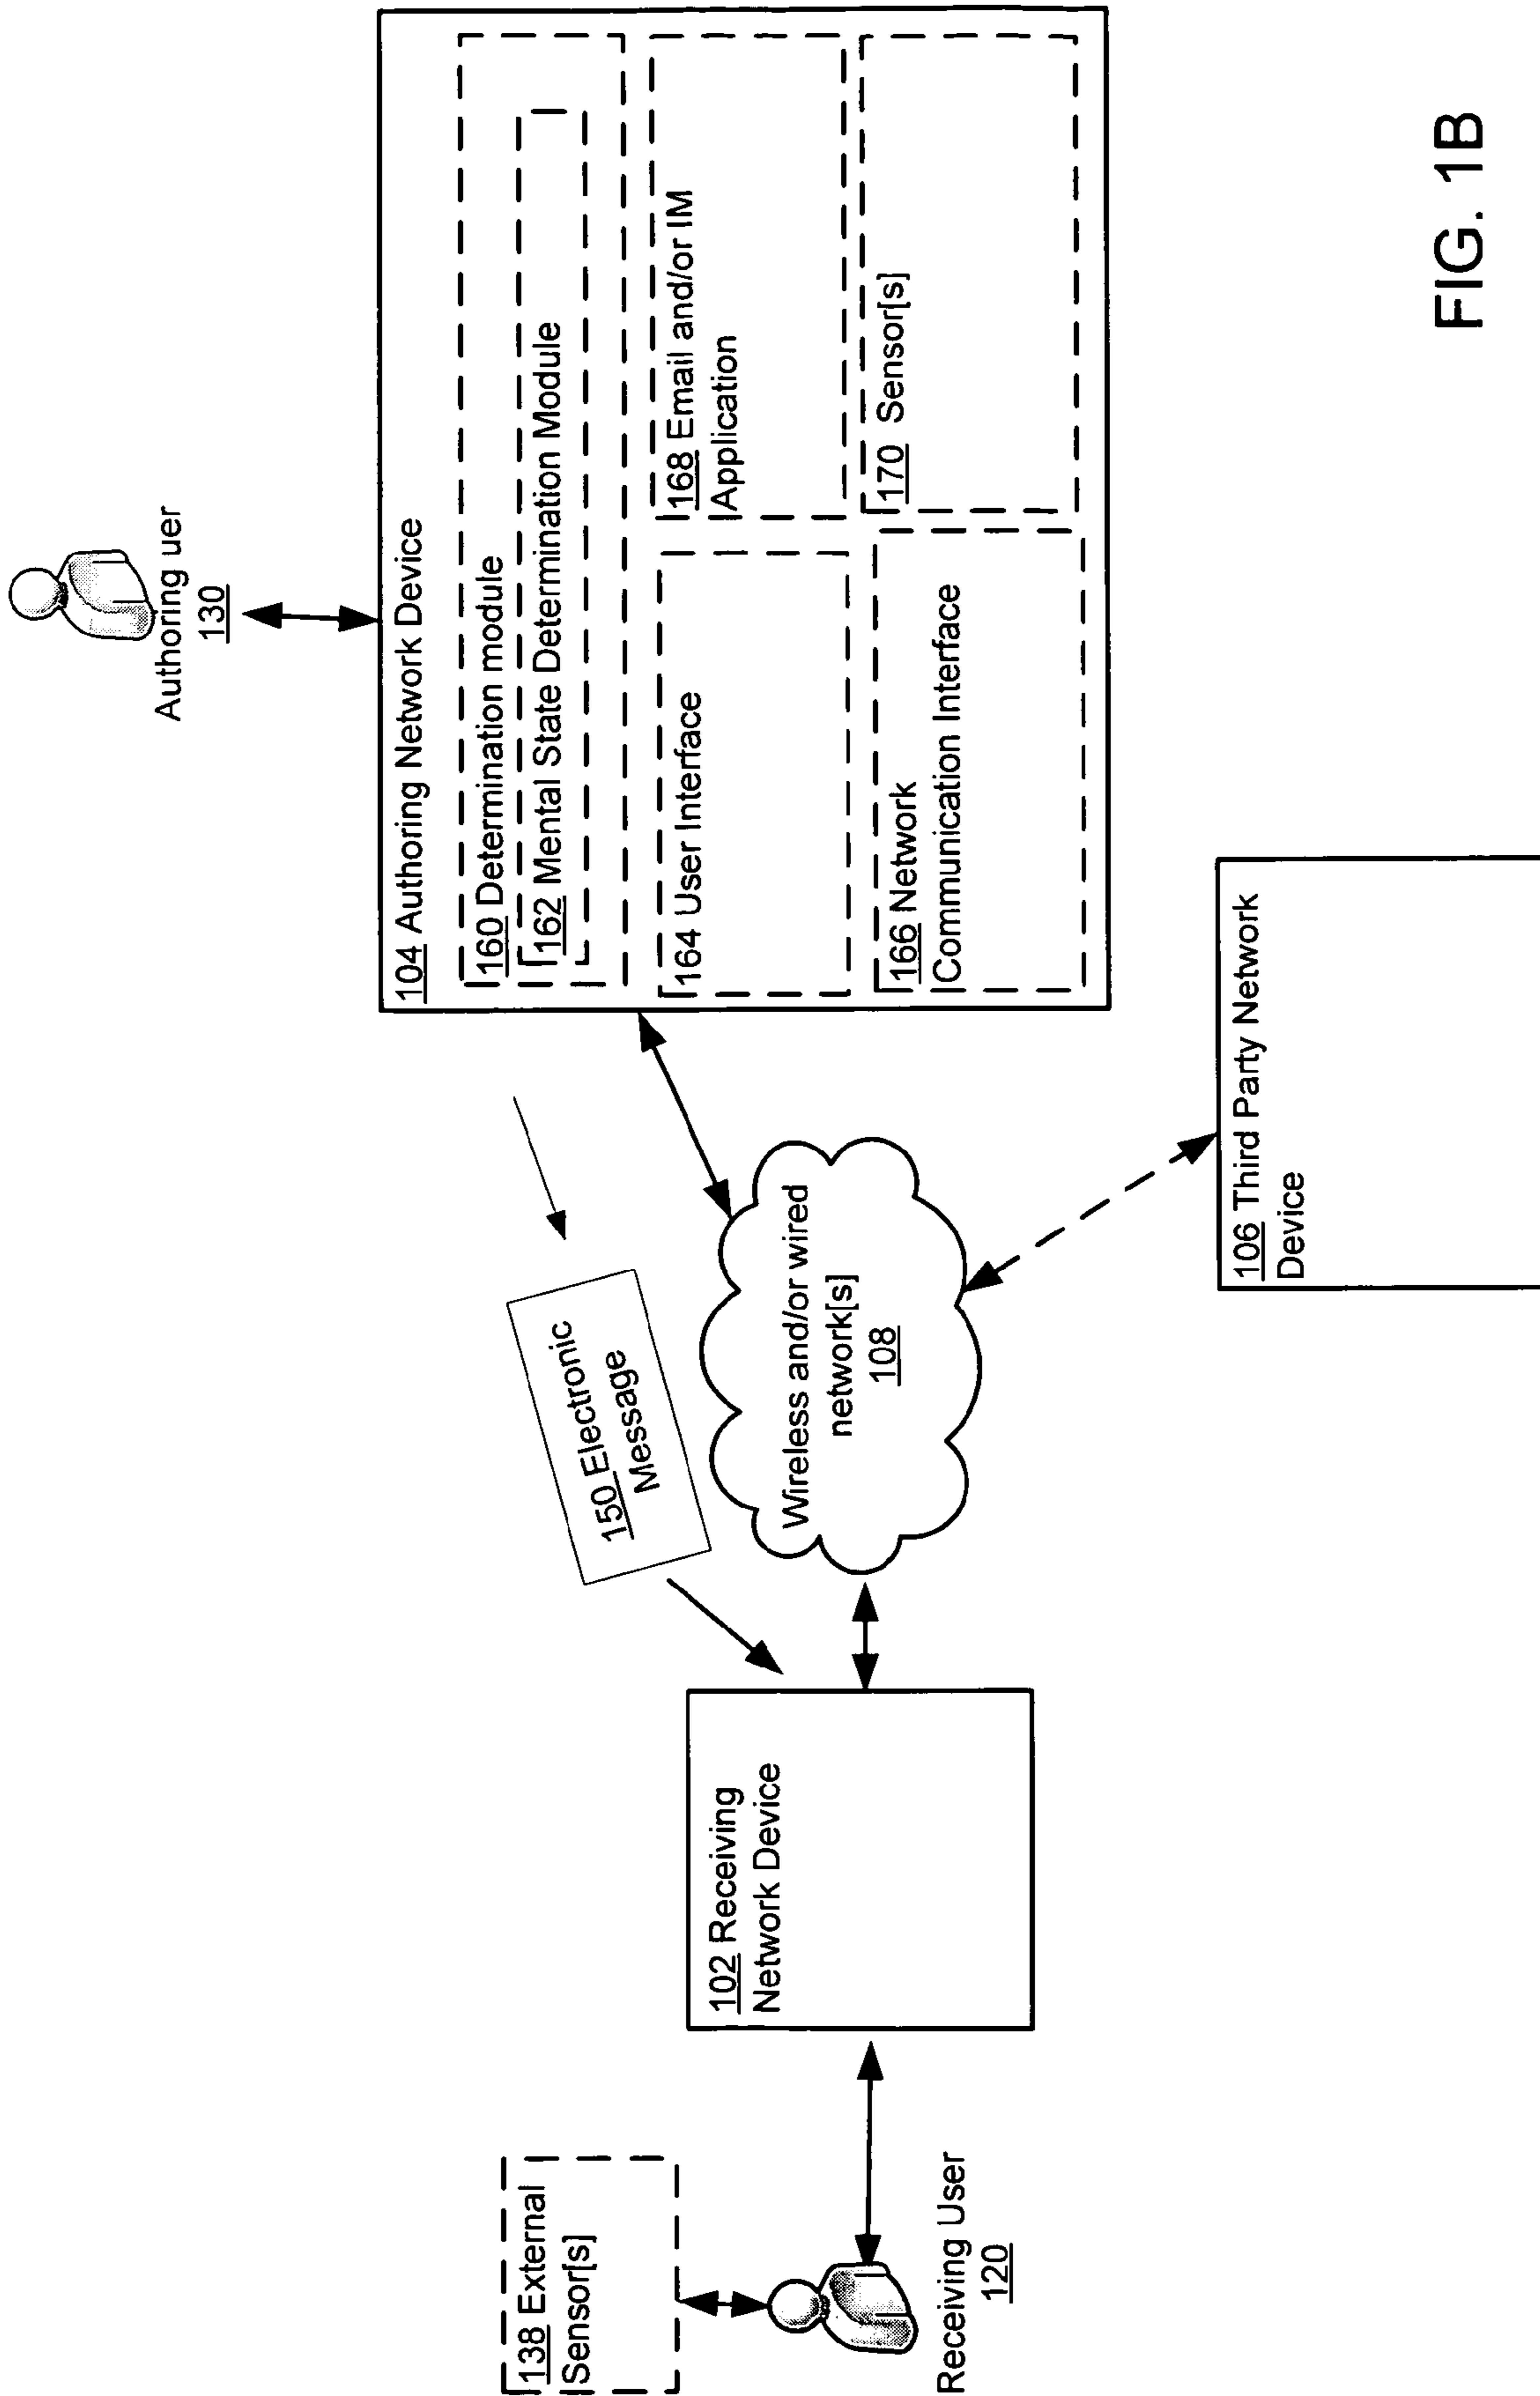 Authoring uer
130
104 Authoring Network Device
160 Determination module
162 Mental State Determination Module
164 User Interface
168 Email and/or IM
Application
166 Network
Communication Interface
170 Sensor[s]
150 Electronic
Message
Wireless and/or wired
network[s]
108
138 External
Sensor[s]
102 Receiving
Network Device
Receiving User
120
106 Third Party Network
Device
FIG. 1B